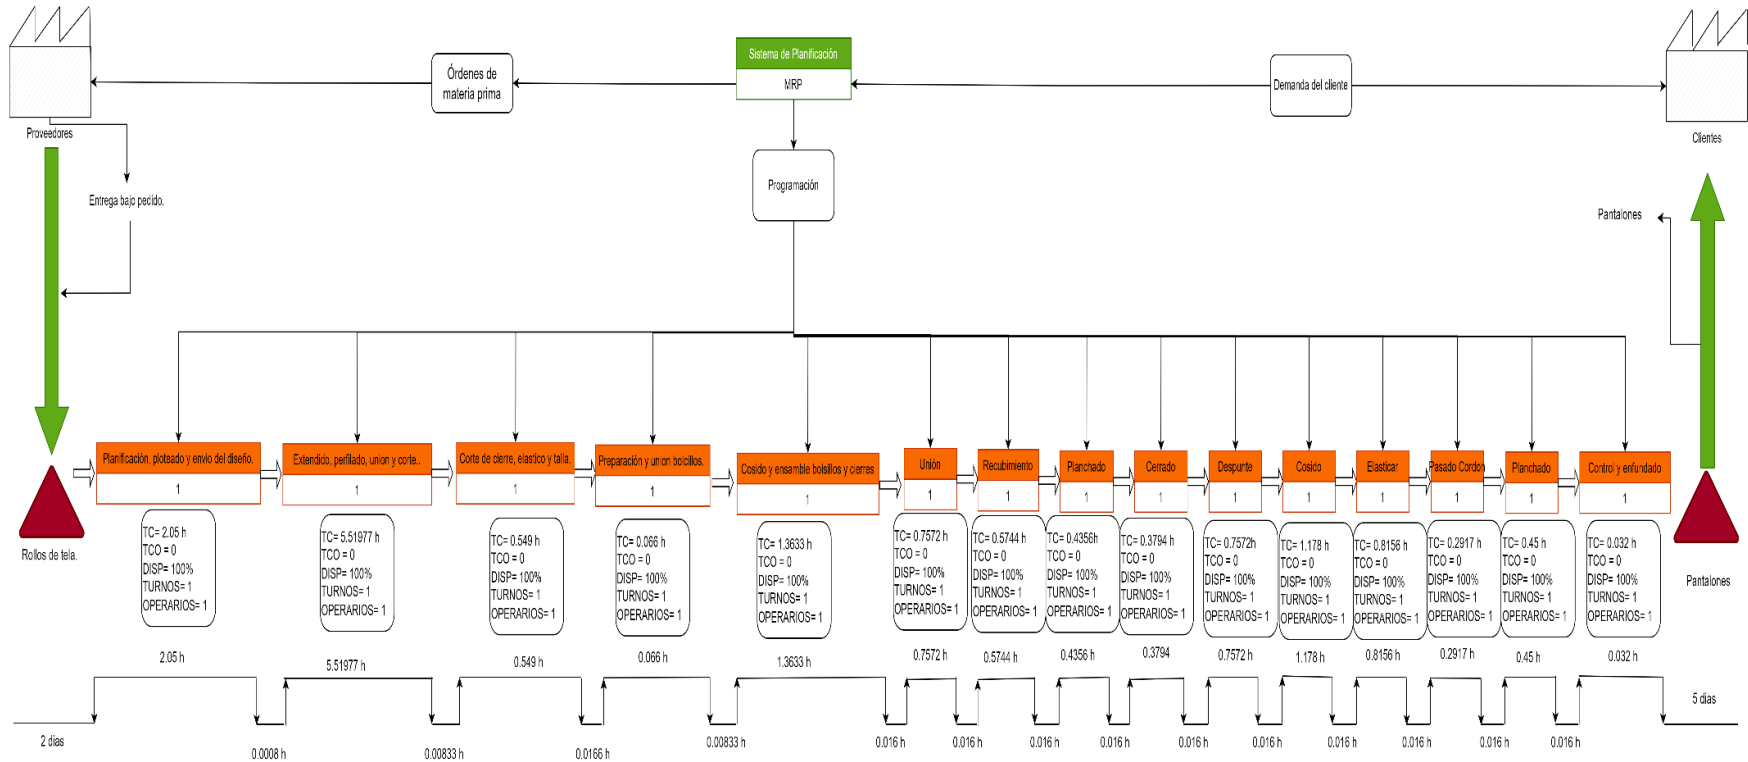 Sistema de Planificación
MRP
Órdenes de
materia prima
Demanda del cliente
Proveedores
Clientes
Programación
Entrega bajo pedido.
Pantalones
Planificación, ploteado y envio del diseño.
1
Extendido, perfilado, union y corte..
1
Corte de cierre, elastico y talla.
1
Preparación y union bolcillos.
1
Cosido y ensamble bolsillos y cierres
1
Unión
1
Recubimiento
1
Planchado
1
Cerrado
1
Despunte
1
Cosido
1
Elasticar
1
Pasado Cordon
1
Planchado
1
Control y enfundado
1
Rollos de tela.
TC= 2.05 h
TCO = 0
DISP= 100%
TURNOS= 1
OPERARIOS= 1
TC= 5.51977 h
TCO = 0
DISP= 100%
TURNOS= 1
OPERARIOS= 1
TC= 0.549 h
TCO = 0
DISP= 100%
TURNOS= 1
OPERARIOS= 1
TC= 0.066 h
TCO = 0
DISP= 100%
TURNOS= 1
OPERARIOS= 1
TC= 1.3633 h
TCO = 0
DISP= 100%
TURNOS= 1
OPERARIOS= 1
TC= 0.7572 h
TCO = 0
DISP= 100%
TURNOS= 1
OPERARIOS= 1
TC= 0.5744 h
TCO = 0
DISP= 100%
TURNOS= 1
OPERARIOS= 1
TC= 0.4356h
TCO = 0
DISP= 100%
TURNOS= 1
OPERARIOS= 1
TC= 0.3794 h
TCO = 0
DISP= 100%
TURNOS= 1
OPERARIOS= 1
TC= 0.7572h
TCO = 0
DISP= 100%
TURNOS= 1
OPERARIOS= 1
TC= 1.178 h
TCO = 0
DISP= 100%
TURNOS= 1
OPERARIOS= 1
TC= 0.8156 h
TCO = 0
DISP= 100%
TURNOS= 1
OPERARIOS= 1
TC= 0.2917 h
TCO = 0
DISP= 100%
TURNOS= 1
OPERARIOS= 1
TC= 0.45 h
TCO = 0
DISP= 100%
TURNOS= 1
OPERARIOS= 1
TC= 0.032 h
TCO = 0
DISP= 100%
TURNOS= 1
OPERARIOS= 1
Pantalones
2.05 h
5.51977 h
0.549 h
0.066 h
1.3633 h
0.7572 h
0.5744 h
0.4356 h
0.3794
0.7572 h
1.178 h
0.8156 h
0.2917 h
0.45 h
0.032 h
5 dias
2 dias
0.0008 h
0.00833 h
0.0166 h
0.00833 h
0.016 h
0.016 h
0.016 h
0.016 h
0.016 h
0.016 h
0.016 h
0.016 h
0.016 h
0.016 h